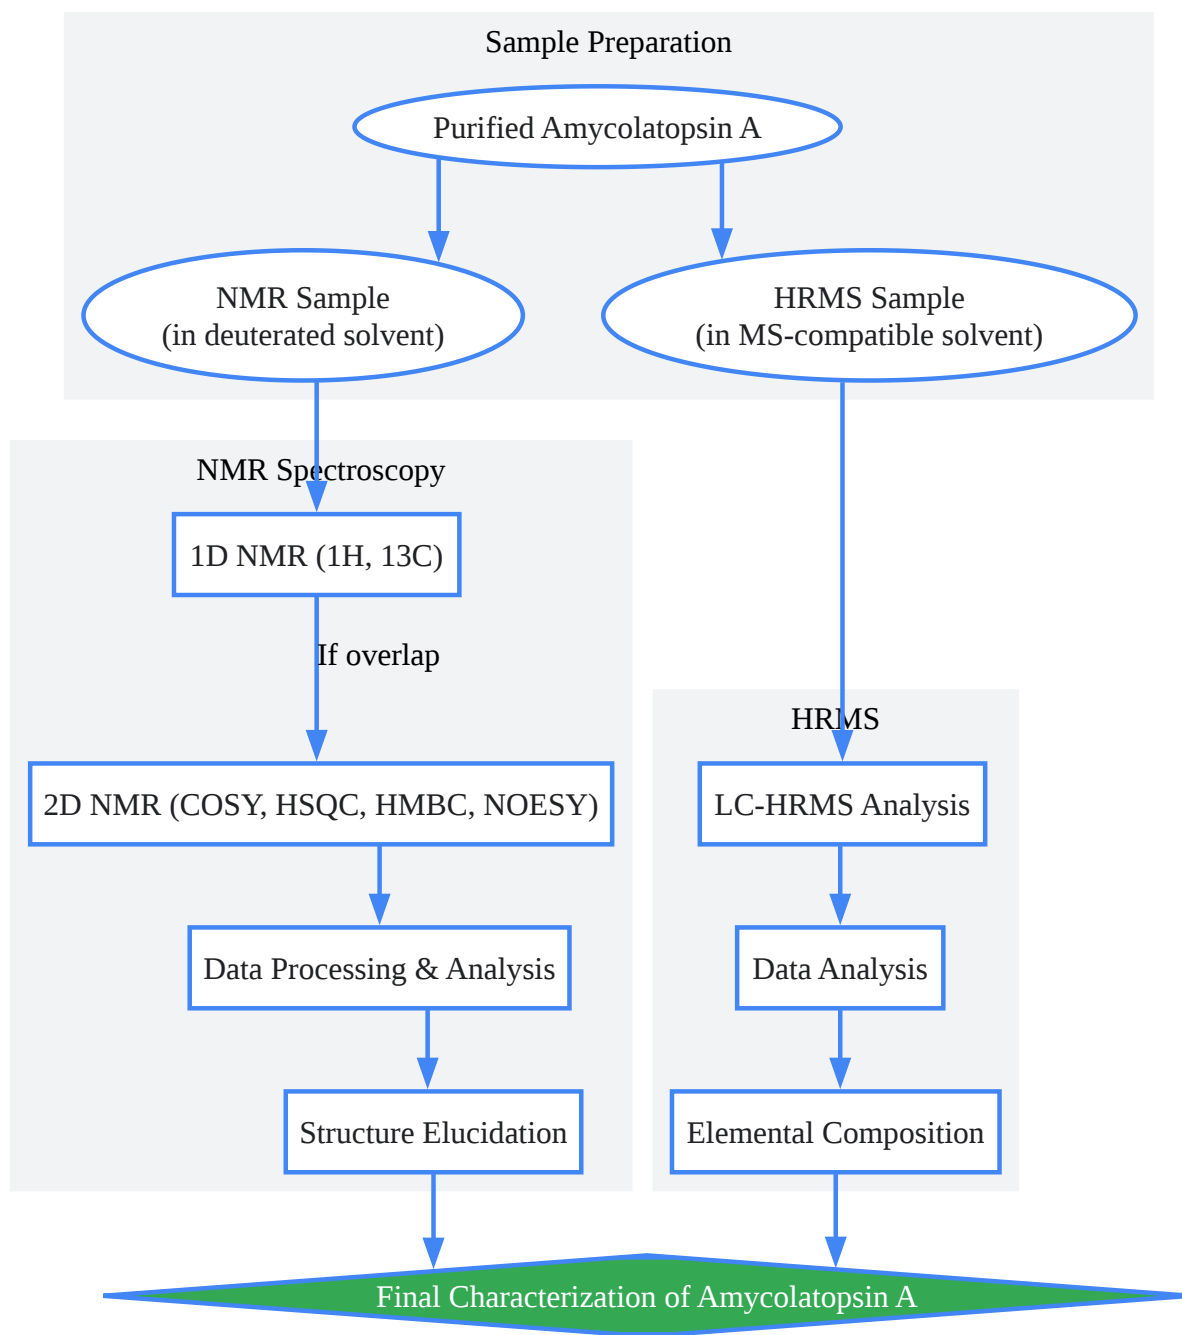 Sample Preparation
Purified Amycolatopsin A
NMR Sample
(in deuterated solvent)
HRMS Sample
(in MS-compatible solvent)
NMR Spectroscopy
1D NMR (1H, 13C)
If overlap
2D NMR (COSY, HSQC, HMBC, NOESY)
Data Processing & Analysis
Structure Elucidation
HRMS
LC-HRMS Analysis
Data Analysis
Elemental Composition
Final Characterization of Amycolatopsin A